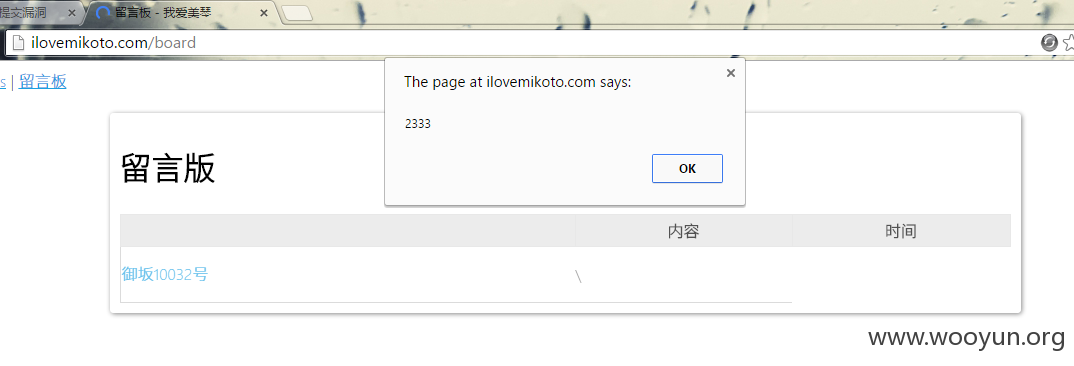 提交漏洞
留言板 - 我爱美琴
ilovemikoto.com/board
s | 留言板
The page at ilovemikoto.com says:
2333
OK
留言版
内容 时间
御坂10032号 \
www.wooyun.org